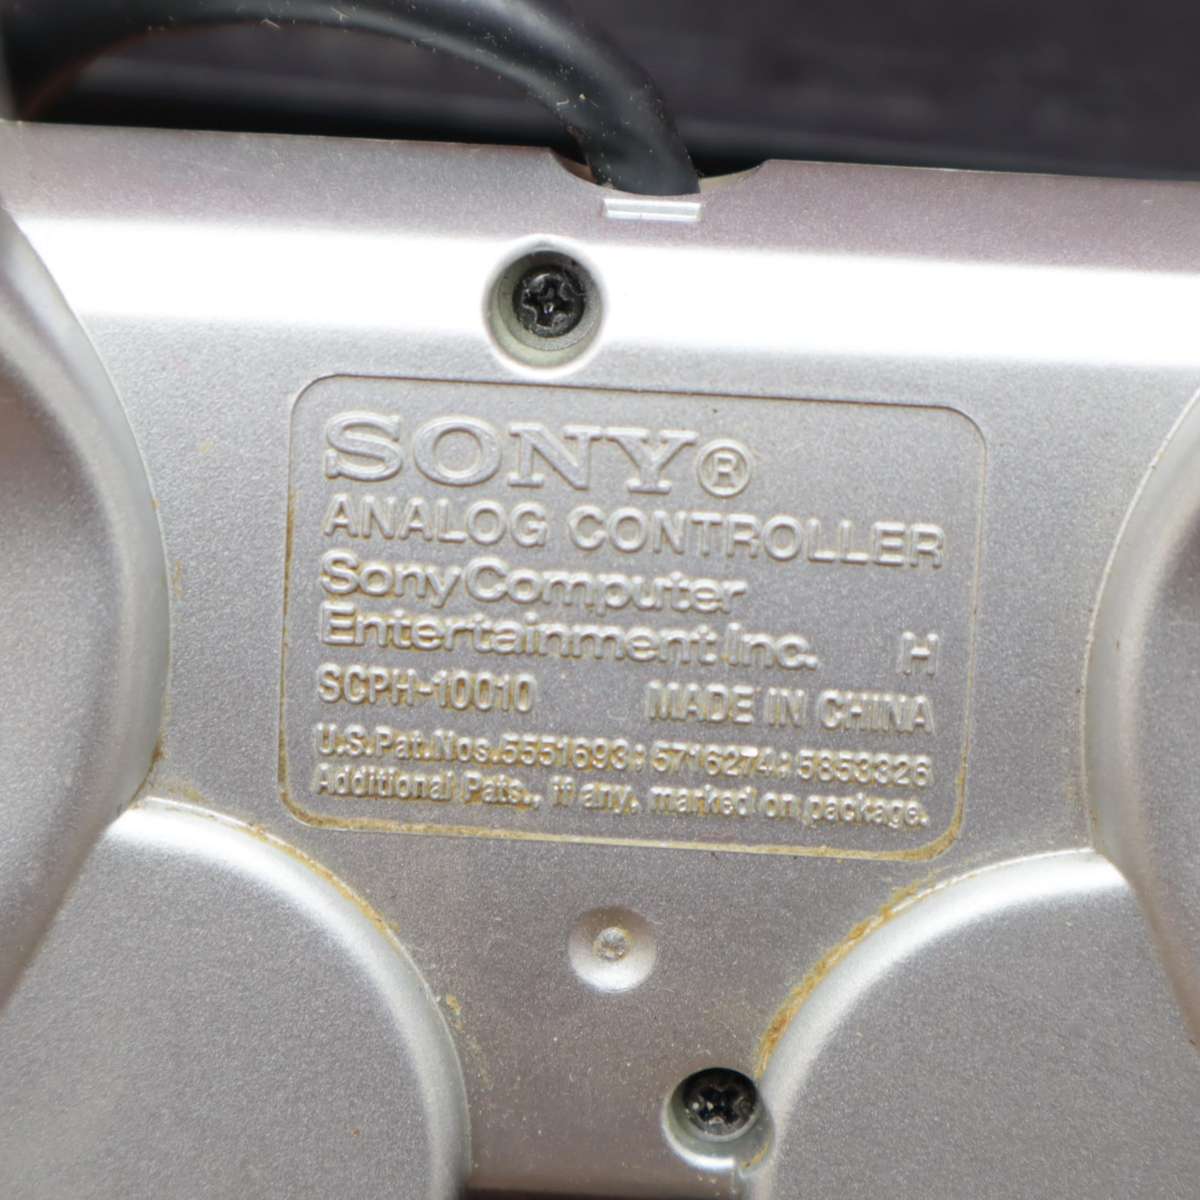 SONY®
ANALOG CONTROLLER
Sony Computer
Entertainment Inc. H
SCPH-10010 MADE IN CHINA
U.S.Pat.Nos.5551693;5716274;5853326
Additional Pats., if any, marked on package.